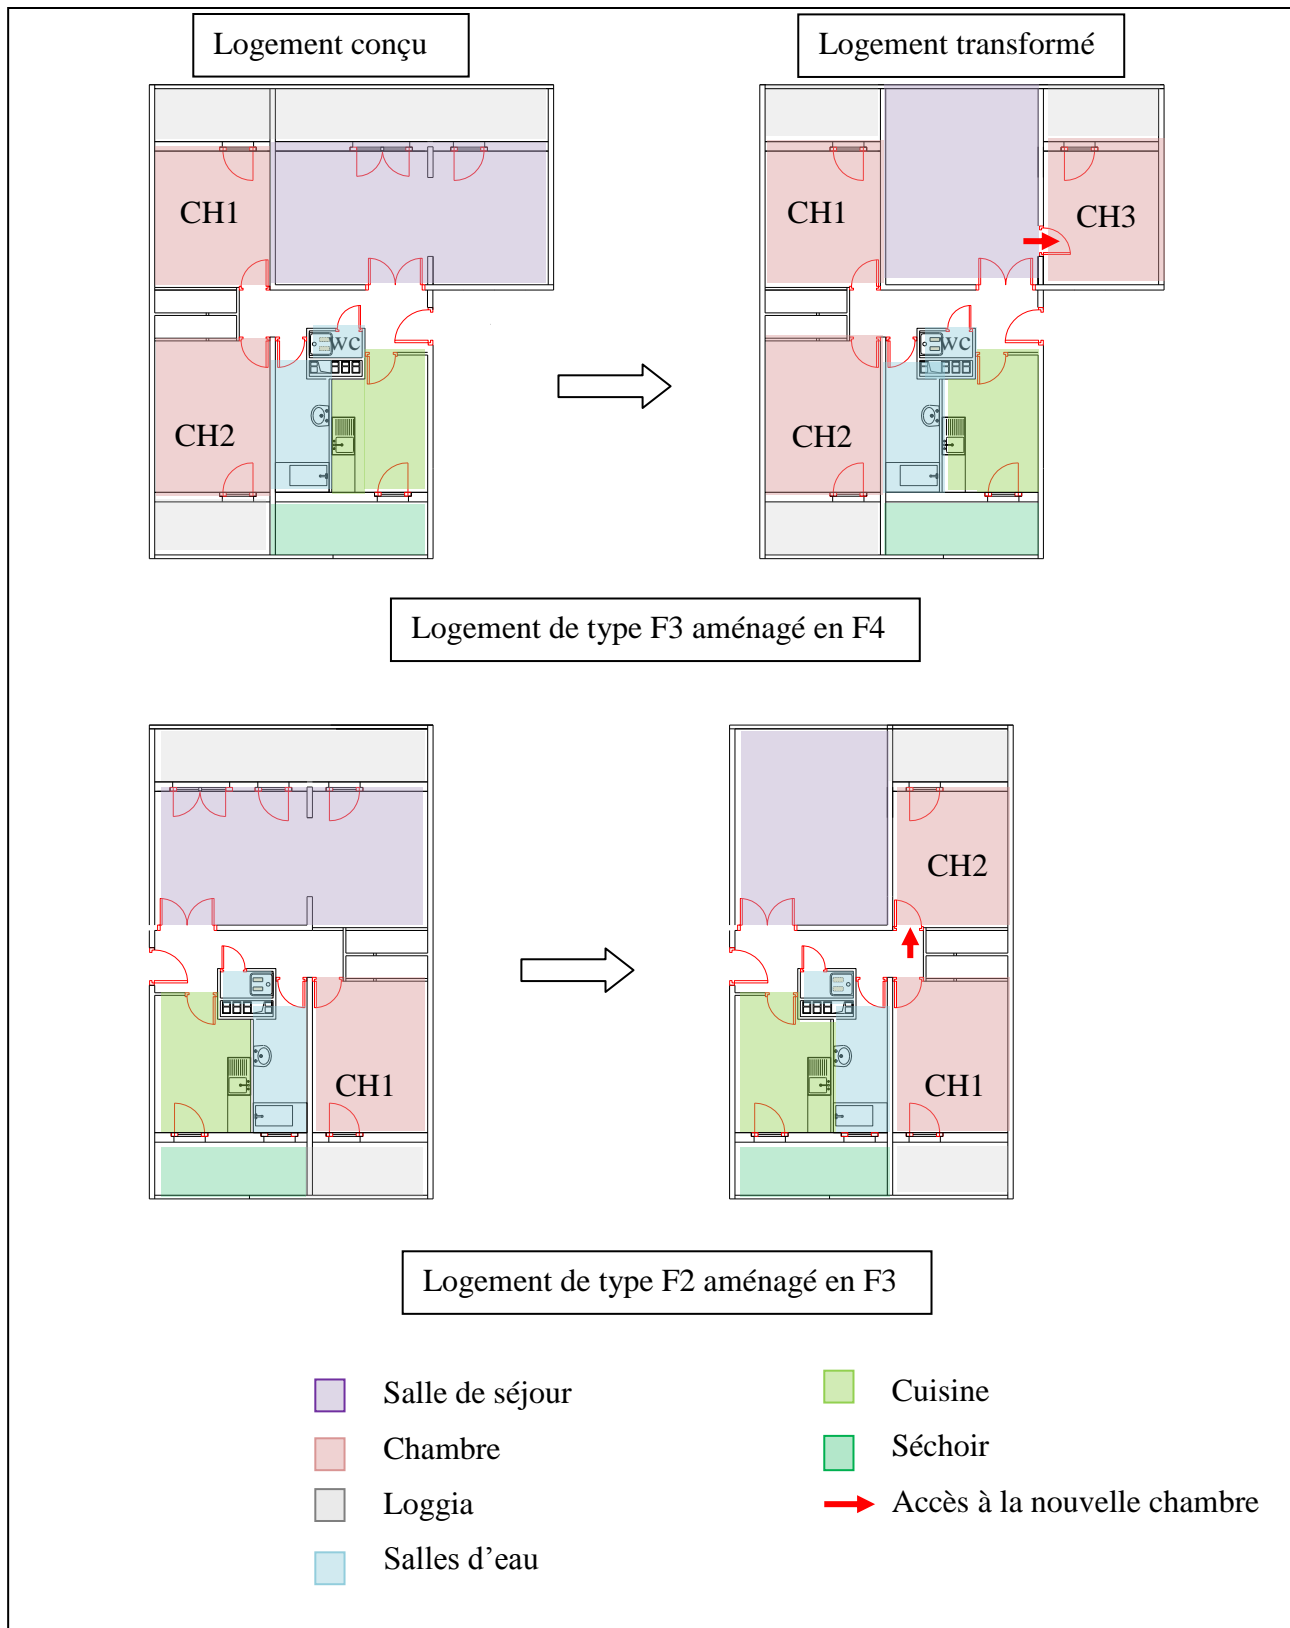 Logement conçu
Logement transformé
CH1
CH1
CH3
wc
wc
CH2
CH2
Logement de type F3 aménagé en F4
CH2
CH1
CH1
Logement de type F2 aménagé en F3
Salle de séjour
Chambre
Loggia
Salles d’eau
Cuisine
Séchoir
Accès à la nouvelle chambre